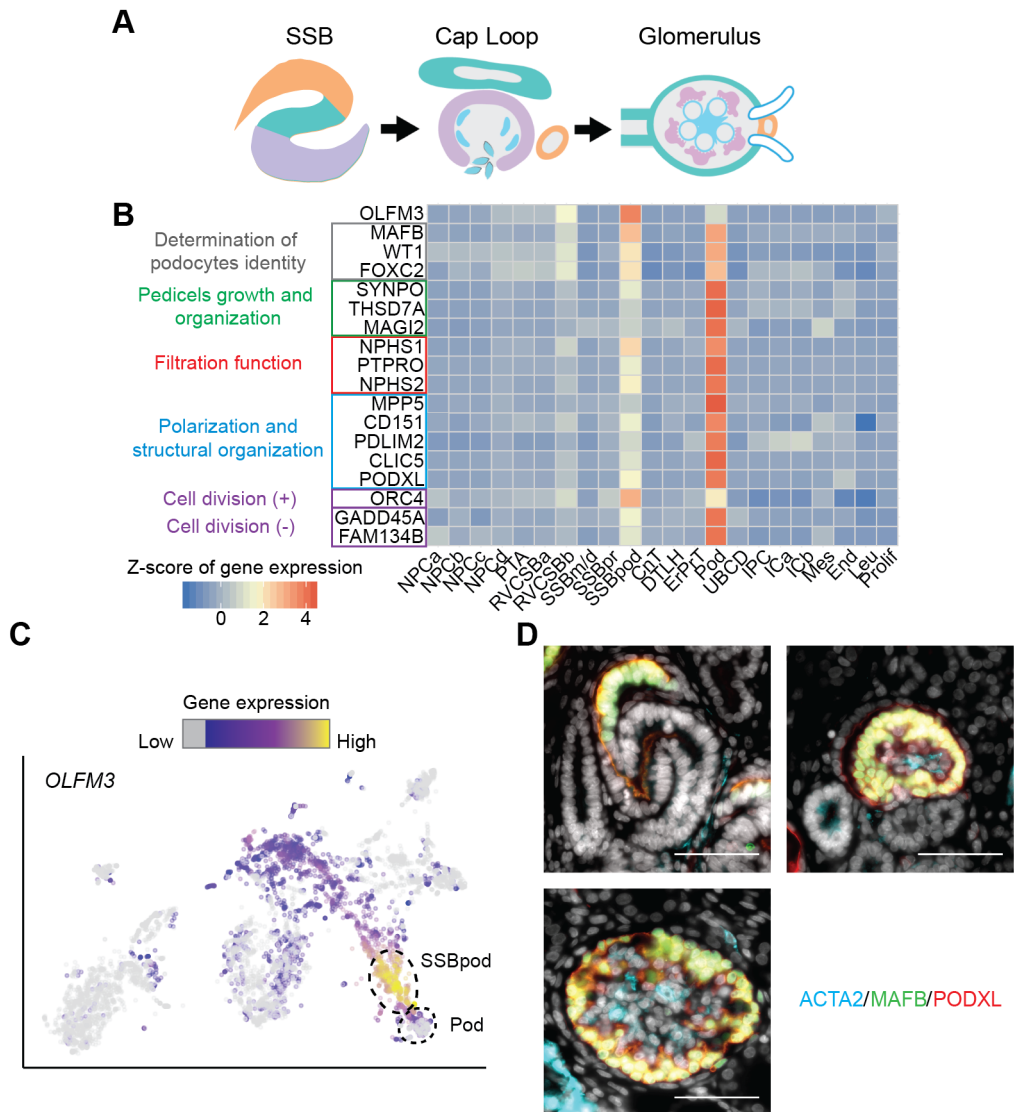 A
SSB
Cap Loop
Glomerulus
B
Determination of
podocytes identity
Pedicels growth and
organization
Filtration function
Polarization and
structural organization
Cell division (+)
Cell division (-)
OLFM3
MAFB
WT1
FOXC2
SYNPO
THSD7A
MAGI2
NPHS1
PTPRO
NPHS2
MPP5
CD151
PDLIM2
CLIC5
PODXL
ORC4
GADD45A
FAM134B
NPCa
NPCb
NPCc
NPCd
PTA
RVCSBa
RVCSBb
SSBm/d
SSBpr
SSBpod
CnT
DTLH
ErPrT
Pod
UBCD
IPC
ICa
ICb
Mes
End
Leu
Prolif
Z-score of gene expression
0 2 4
C
Gene expression
Low
High
OLFM3
SSBpod
Pod
D
ACTA2/MAFB/PODXL